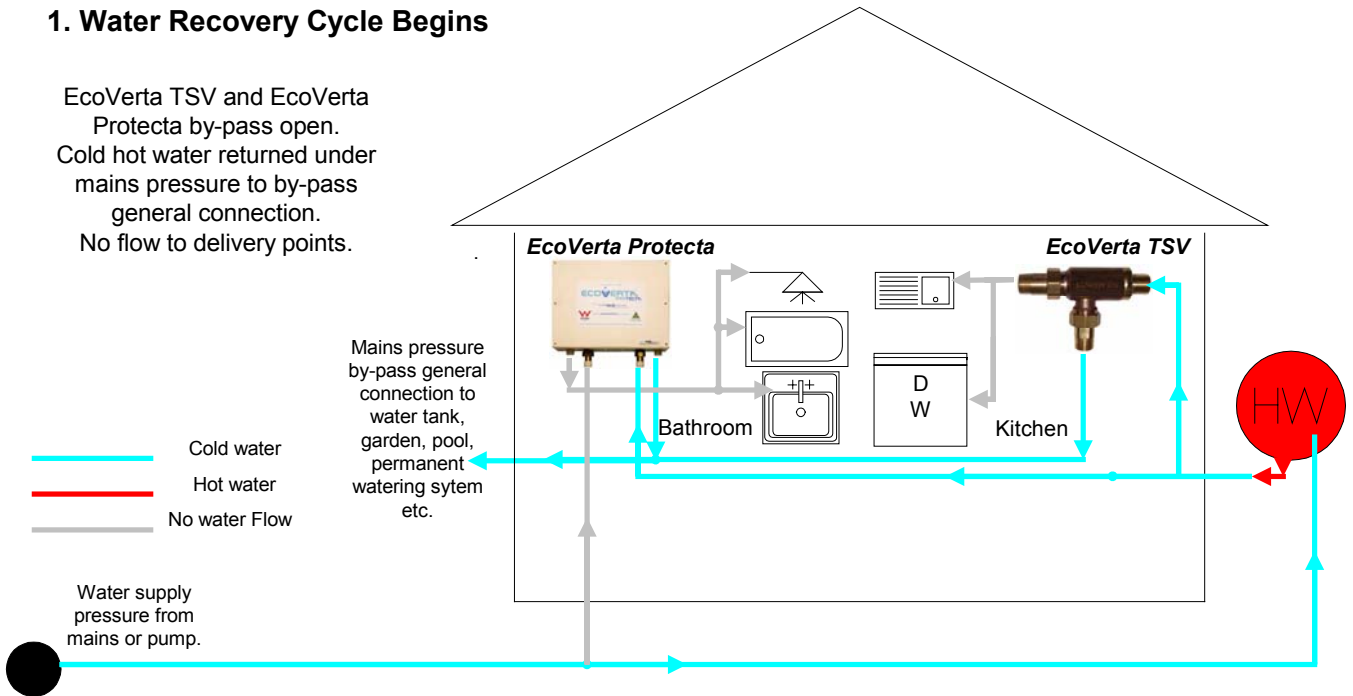 1. Water Recovery Cycle Begins
EcoVerta TSV and EcoVerta
Protecta by-pass open.
Cold hot water returned under
mains pressure to by-pass
general connection.
No flow to delivery points.
.
EcoVerta Protecta
EcoVerta TSV
ECOVERTA
Mains pressure
by-pass general
connection to
water tank,
garden, pool,
permanent
watering sytem
etc.
D
W
Bathroom
Kitchen
HW
Cold water
Hot water
No water Flow
Water supply
pressure from
mains or pump.